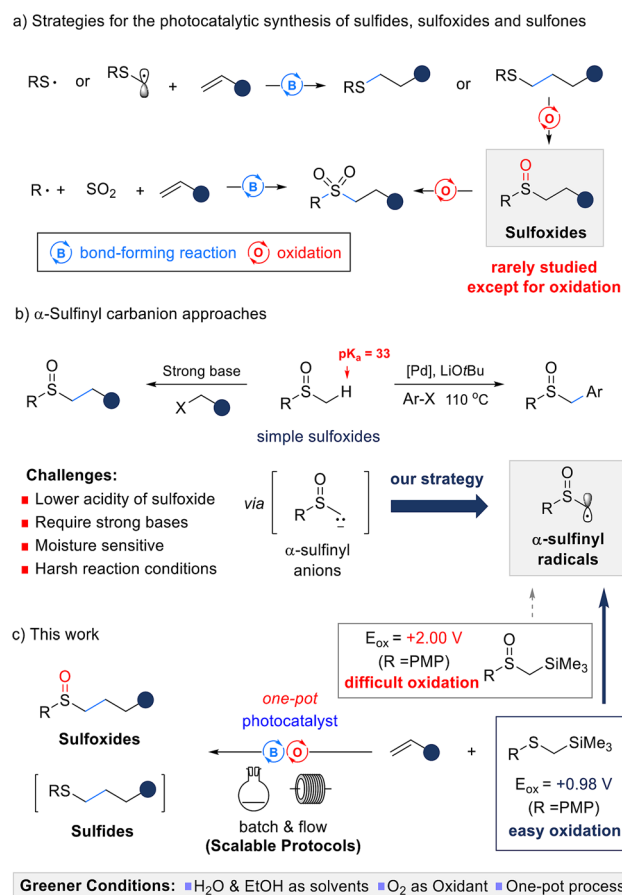 a) Strategies for the photocatalytic synthesis of sulfides, sulfoxides and sulfones
RS· or RS · + B RS or RS
O
R· + SO2 + B O O S R O O S R
Sulfoxides
B bond-forming reaction O oxidation
rarely studied
except for oxidation
b) α-Sulfinyl carbanion approaches
pKa = 33
O S R Strong base X O S R H [Pd], LiOtBu Ar-X 110 °C O S R Ar
simple sulfoxides
Challenges:
Lower acidity of sulfoxide
Require strong bases
Moisture sensitive
Harsh reaction conditions
via O S R
α-sulfinyl
anions
our strategy
O S R ·
α-sulfinyl
radicals
c) This work
Eox = +2.00 V
(R =PMP)
difficult oxidation
O S R SiMe3
O S R
Sulfoxides
RS
Sulfides
one-pot
photocatalyst
B O +
batch & flow
(Scalable Protocols)
R S SiMe3
Eox = +0.98 V
(R =PMP)
easy oxidation
Greener Conditions: H2O & EtOH as solvents O2 as Oxidant One-pot process